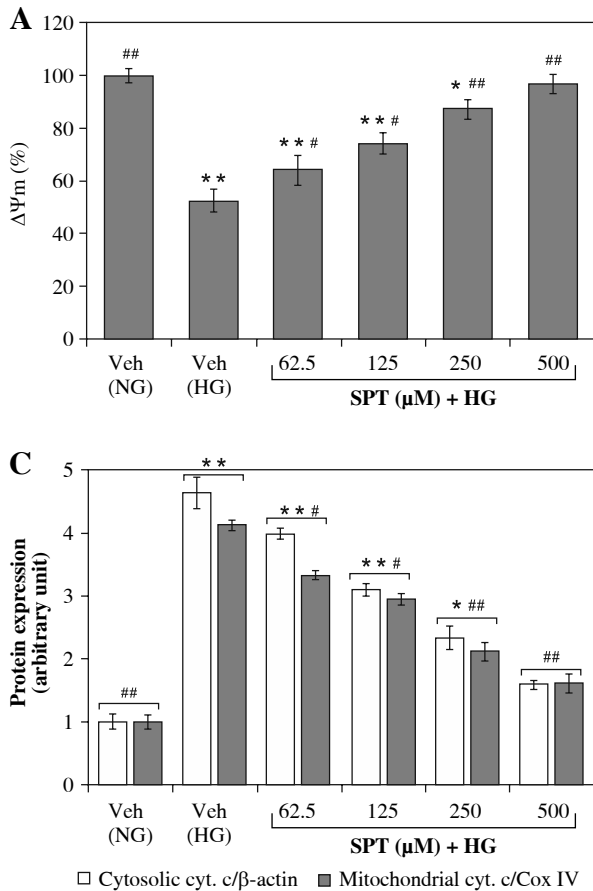 A
120
100
80
60
40
20
0
ΔΨm (%)
##
**
** #
** #
* ##
##
Veh (NG)
Veh (HG)
62.5
125
250
500
SPT (μM) + HG
C
5
4
3
2
1
0
Protein expression
(arbitrary unit)
##
**
** #
** #
* ##
##
Veh (NG)
Veh (HG)
62.5
125
250
500
SPT (μM) + HG
Cytosolic cyt. c/β-actin Mitochondrial cyt. c/Cox IV